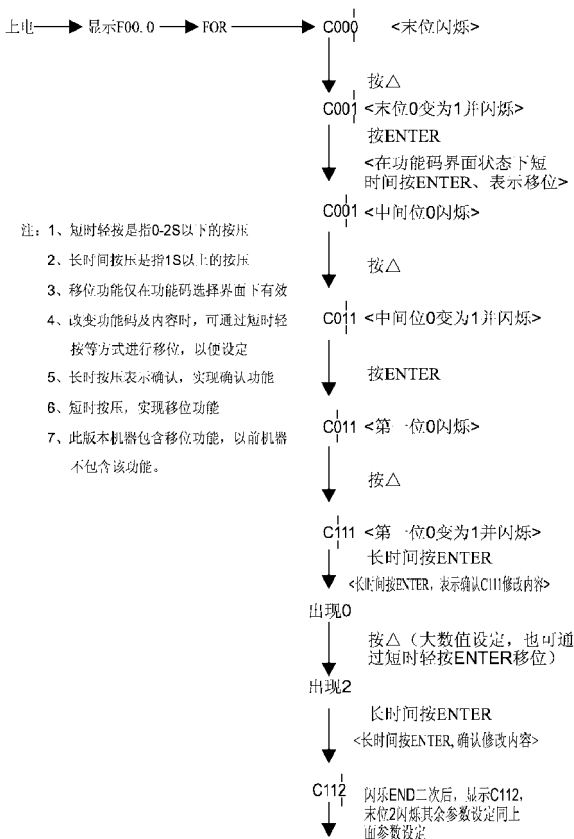 上电 显示F00.0 FOR C000 <末位闪烁>
按△
C001 <末位0变为1并闪烁>
按ENTER
<在功能码界面状态下短
时间按ENTER、表示移位>
C001 <中间位0闪烁>
按△
C011 <中间位0变为1并闪烁>
按ENTER
C011 <第一位0闪烁>
按△
C111 <第一位0变为1并闪烁>
长时间按ENTER
<长时间按ENTER，表示确认C111修改内容>
出现0
按△（大数值设定，也可通
过短时轻按ENTER移位）
出现2
长时间按ENTER
<长时间按ENTER,确认修改内容>
C112 闪乐END二次后，显示C112,
末位2闪烁其余参数设定同上
面参数设定
注：1、短时轻按是指0-2S以下的按压
2、长时间按压是指1S以上的按压
3、移位功能仅在功能码选择界面下有效
4、改变功能码及内容时，可通过短时轻
按等方式进行移位，以便设定
5、长时按压表示确认，实现确认功能
6、短时按压，实现移位功能
7、此版本机器包含移位功能，以前机器
不包含该功能。